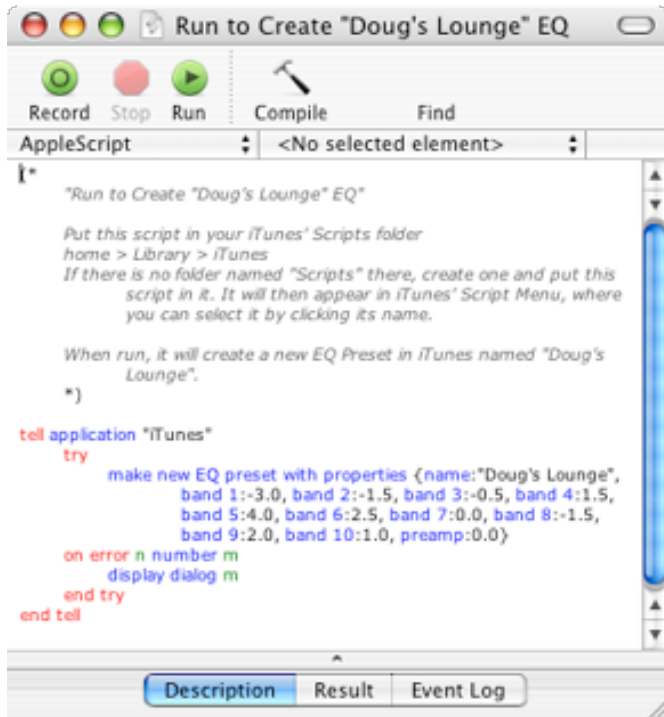 Run to Create "Doug's Lounge" EQ
Record Stop Run Compile Find
AppleScript <No selected element>
(*
"Run to Create "Doug's Lounge" EQ"
Put this script in your iTunes' Scripts folder
home > Library > iTunes
If there is no folder named "Scripts" there, create one and put this
script in it. It will then appear in iTunes' Script Menu, where
you can select it by clicking its name.
When run, it will create a new EQ Preset in iTunes named "Doug's
Lounge".
*)
tell application "iTunes"
try
make new EQ preset with properties {name:"Doug's Lounge",
band 1:-3.0, band 2:-1.5, band 3:-0.5, band 4:1.5,
band 5:4.0, band 6:2.5, band 7:0.0, band 8:-1.5,
band 9:2.0, band 10:1.0, preamp:0.0}
on error n number m
display dialog m
end try
end tell
Description Result Event Log